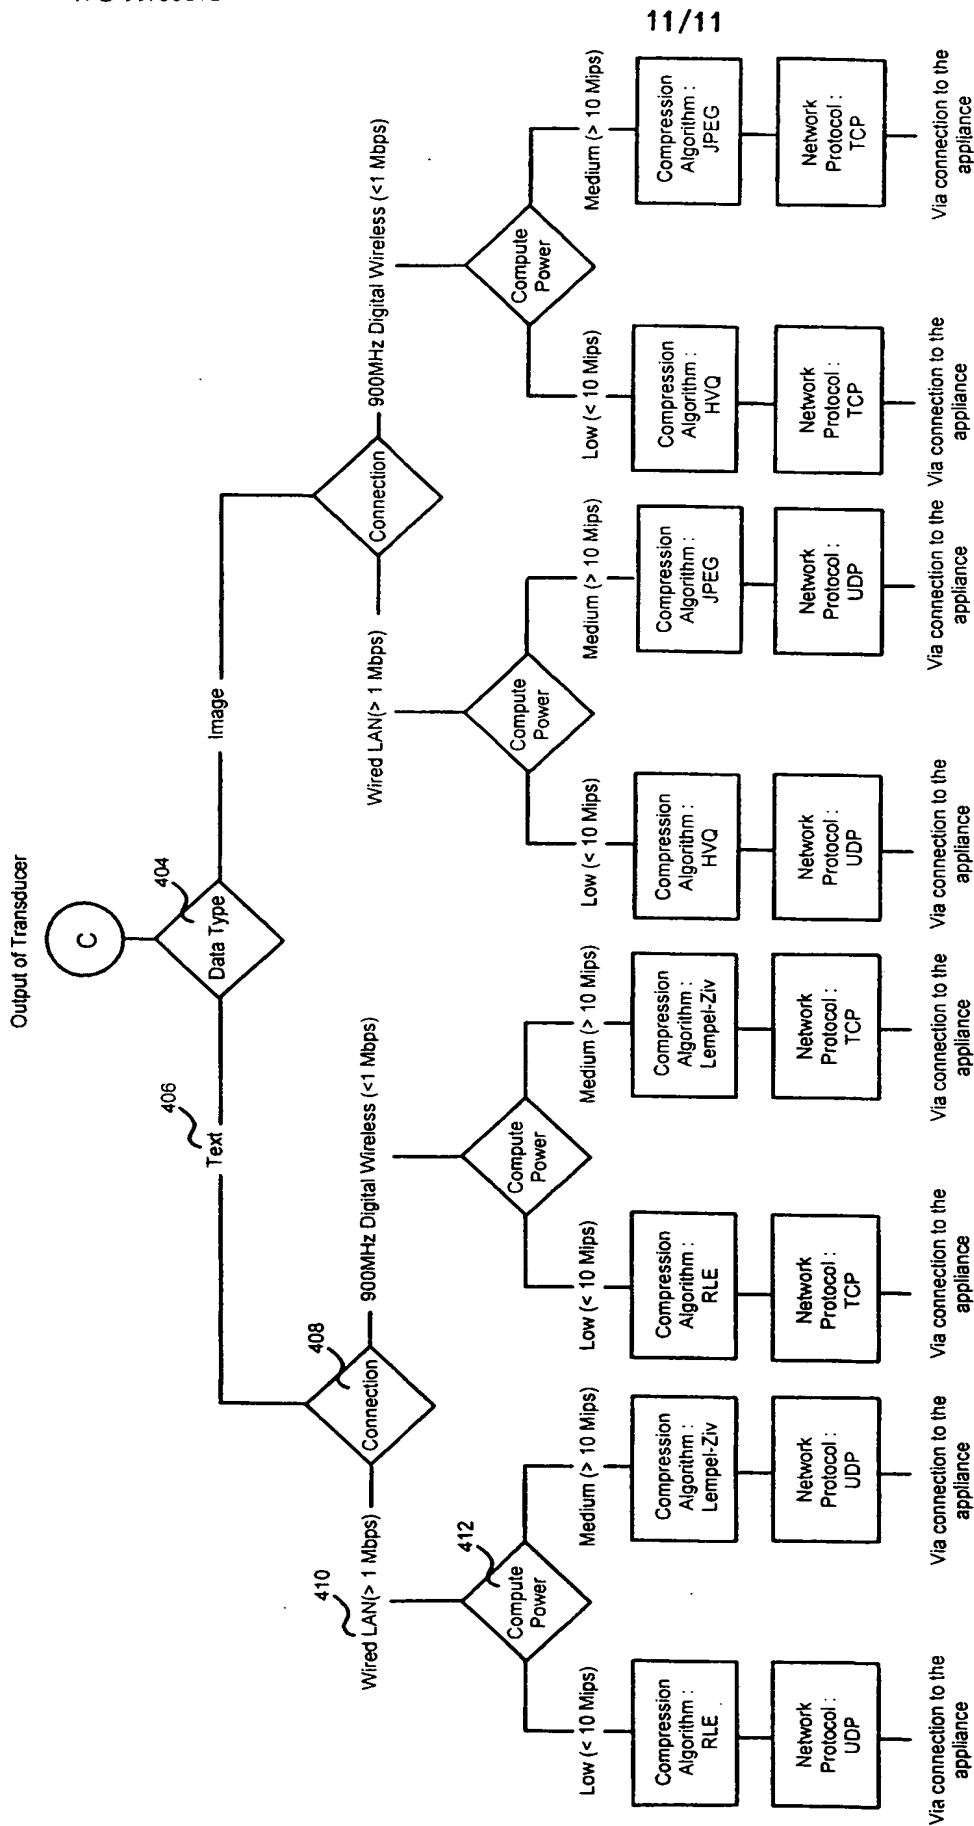 11/11
Output of Transducer
C
404
Data Type
406
Text
Image
408
Connection
Connection
410
Wired LAN(> 1 Mbps)
900MHz Digital Wireless (<1 Mbps)
Wired LAN(> 1 Mbps)
900MHz Digital Wireless (<1 Mbps)
412
Compute
Power
Compute
Power
Compute
Power
Compute
Power
Low (< 10 Mips)
Medium (> 10 Mips)
Low (< 10 Mips)
Medium (> 10 Mips)
Low (< 10 Mips)
Medium (> 10 Mips)
Low (< 10 Mips)
Medium (> 10 Mips)
Compression
Algorithm :
RLE
Compression
Algorithm :
Lempel-Ziv
Compression
Algorithm :
RLE
Compression
Algorithm :
Lempel-Ziv
Compression
Algorithm :
HVQ
Compression
Algorithm :
JPEG
Compression
Algorithm :
HVQ
Compression
Algorithm :
JPEG
Network
Protocol :
UDP
Network
Protocol :
UDP
Network
Protocol :
TCP
Network
Protocol :
TCP
Network
Protocol :
UDP
Network
Protocol :
UDP
Network
Protocol :
TCP
Network
Protocol :
TCP
Via connection to the
appliance
Via connection to the
appliance
Via connection to the
appliance
Via connection to the
appliance
Via connection to the
appliance
Via connection to the
appliance
Via connection to the
appliance
Via connection to the
appliance